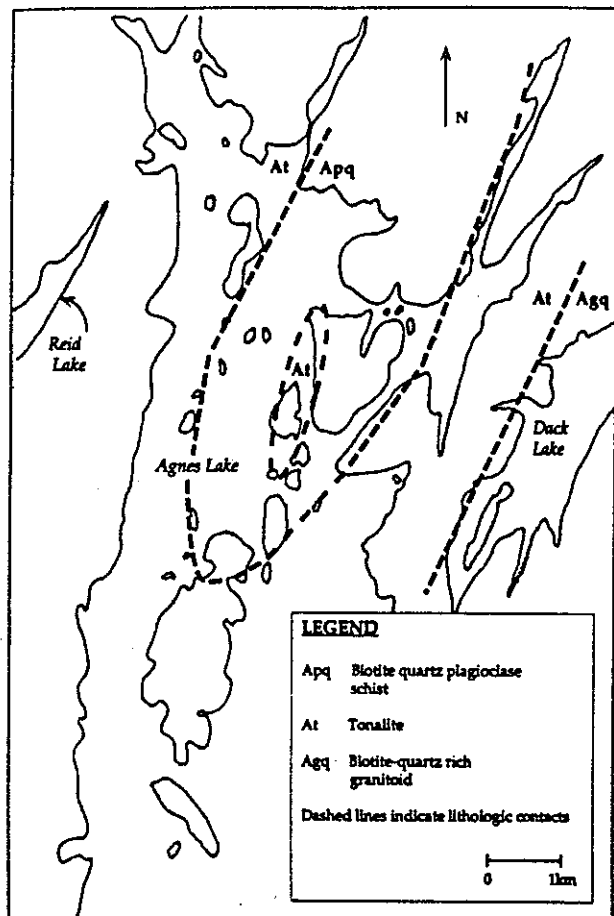 N
At
Apq
At
Agq
Reid
Lake
At
Agnes Lake
Dack
Lake
LEGEND
Apq Biotite quartz plagioclase
schist
At Tonalite
Agq Biotite-quartz rich
granitoid
Dashed lines indicate lithologic contacts
0 1km